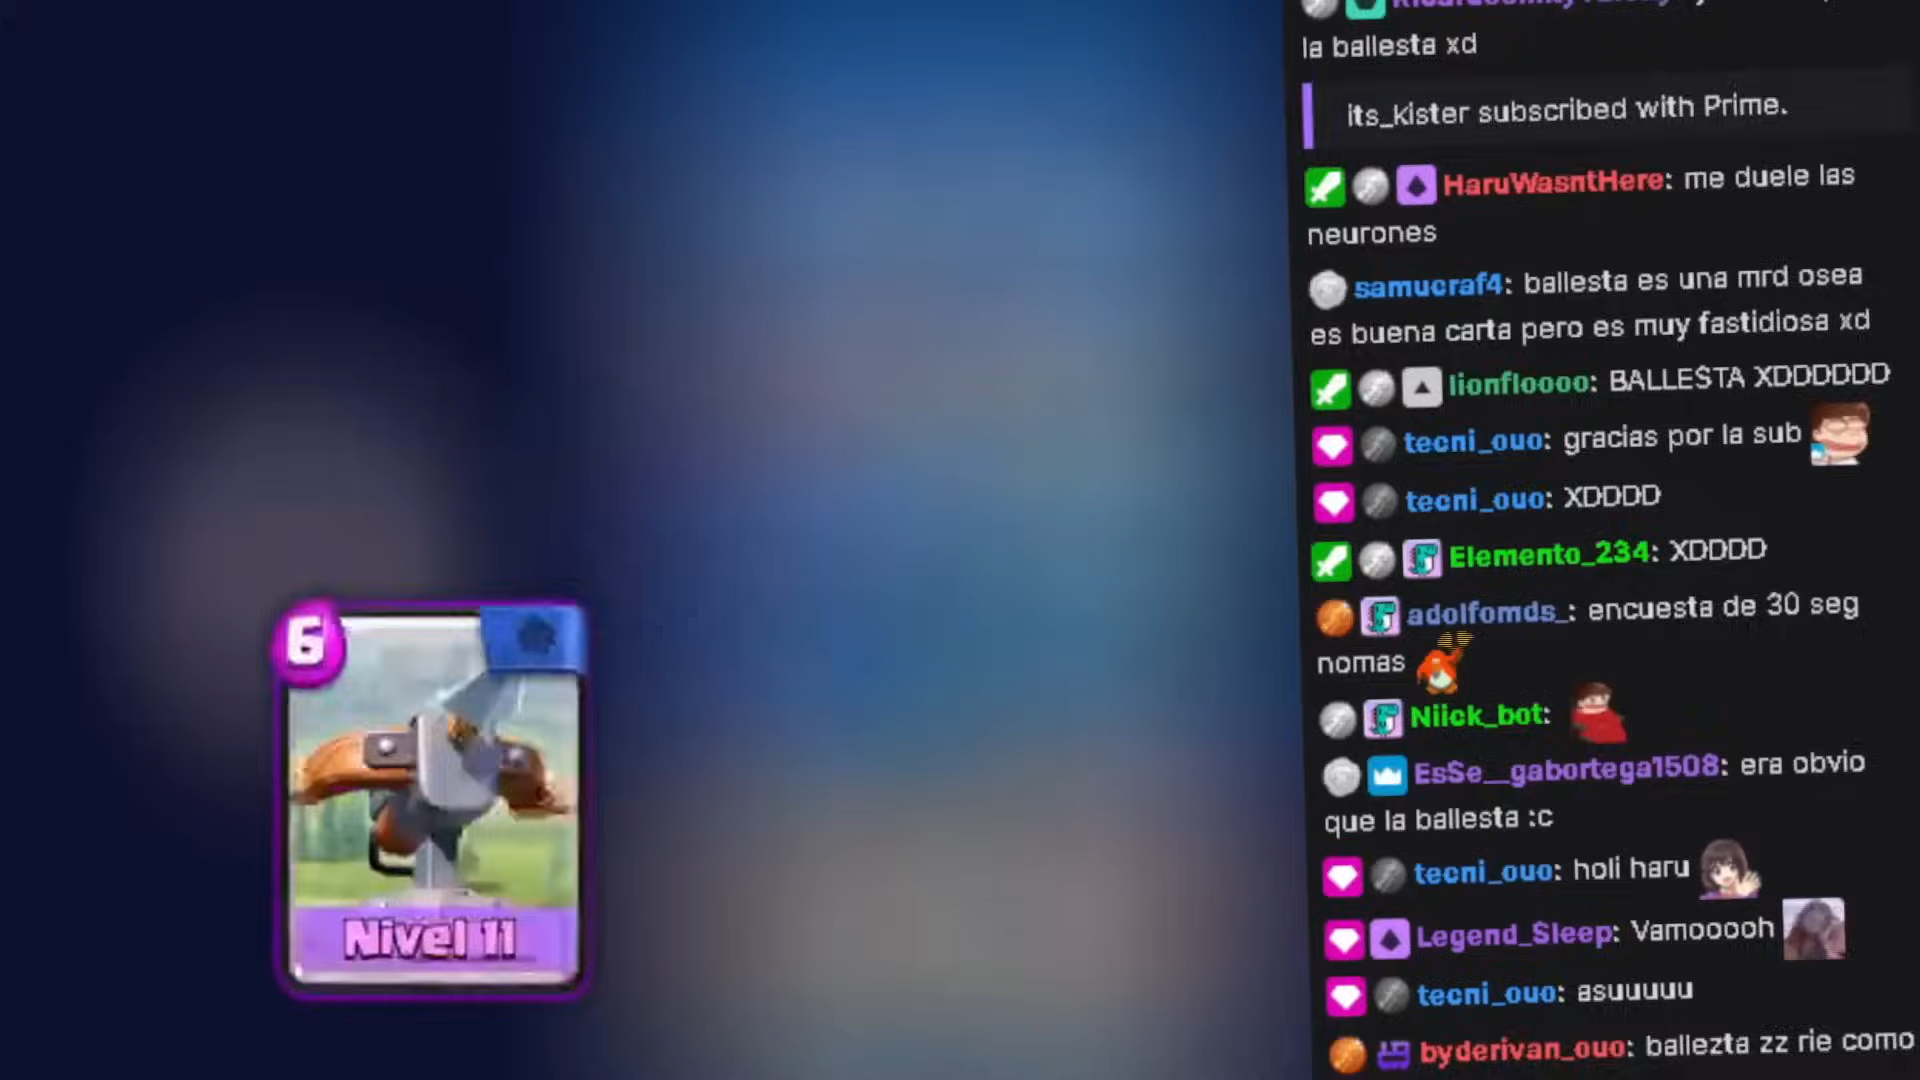 la ballesta xd
its_kister subscribed with Prime.
HaruWasntHere: me duele las
neurones
samucraf4: ballesta es una mrd osea
es buena carta pero es muy fastidiosa xd
lionfloooo: BALLESTA XDDDDDD
tecni_ouo: gracias por la sub
tecni_ouo: XDDDD
Elemento_234: XDDDD
adolfomds_: encuesta de 30 seg
nomas
Niick_bot:
EsSe__gabortega1508: era obvio
que la ballesta :c
tecni_ouo: holi haru
Legend_Sleep: Vamooooh
tecni_ouo: asuuuuu
byderivan_ouo: ballezta zz rie como
6
Nivel 11